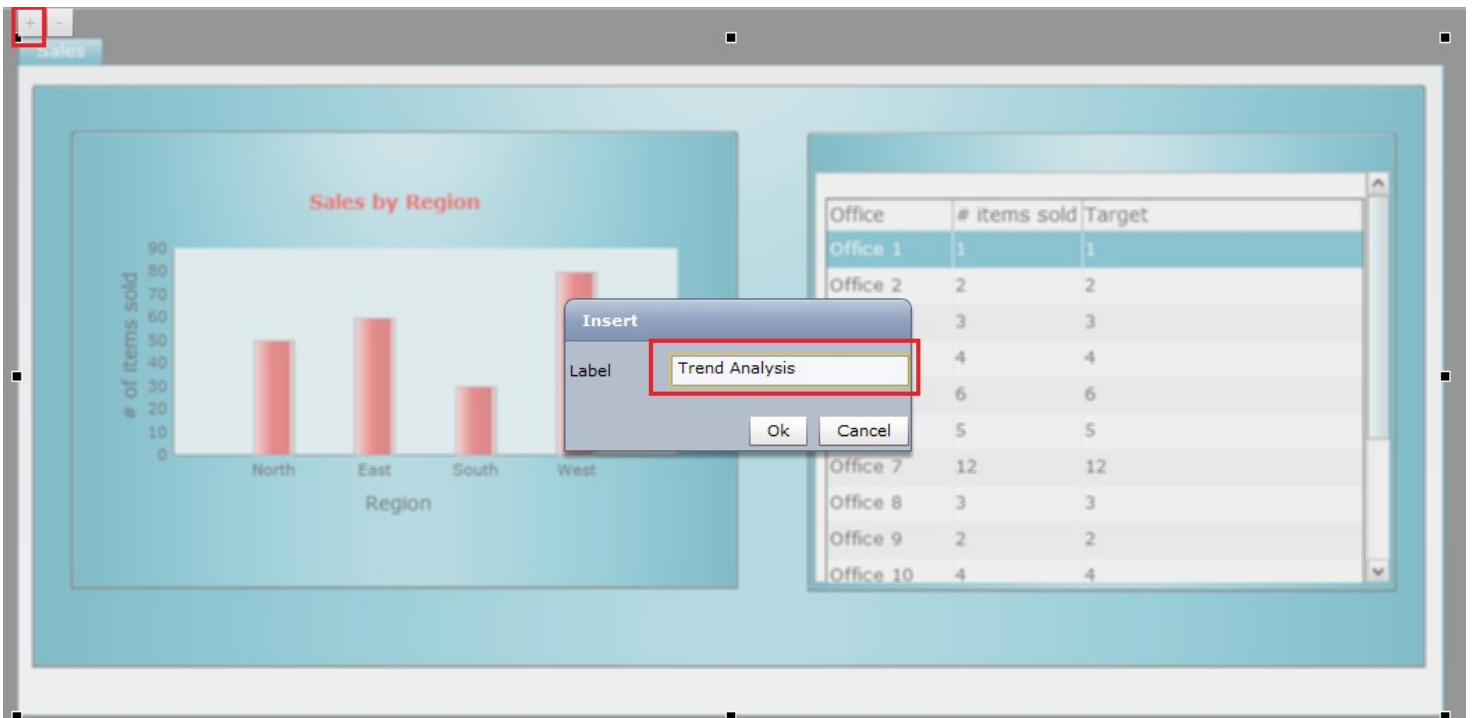 + -
Sales
Sales by Region
90
80
70
60
50
40
30
20
10
0
# of items sold
North East South West
Region
Insert
Label Trend Analysis
Ok Cancel
Office # items sold Target
Office 1 1 1
Office 2 2 2
3 3
4 4
6 6
5 5
Office 7 12 12
Office 8 3 3
Office 9 2 2
Office 10 4 4